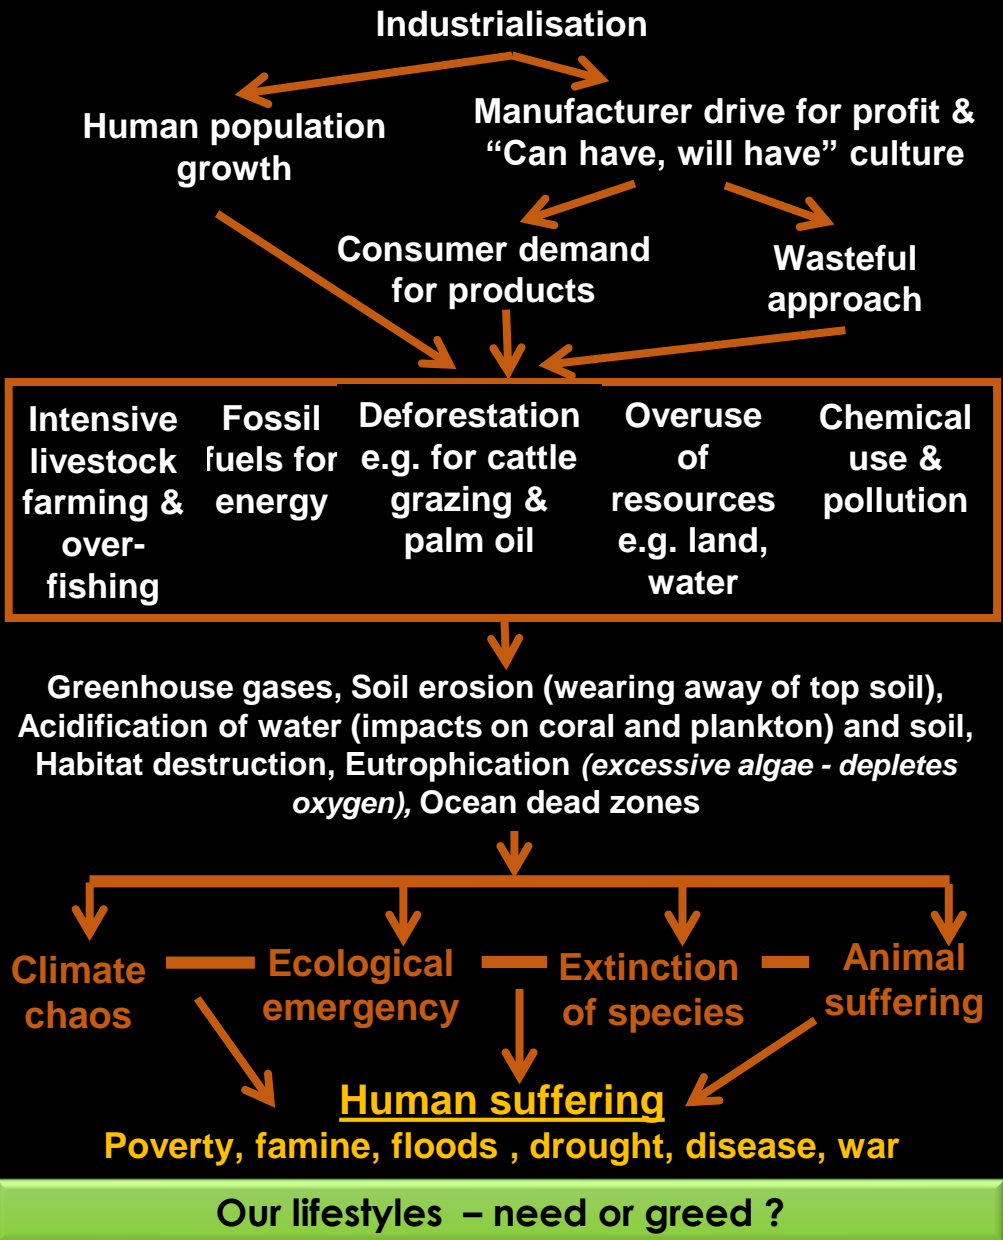 Industrialisation
Human population
growth
Manufacturer drive for profit &
“Can have, will have” culture
Consumer demand
for products
Wasteful
approach
Intensive
livestock
farming &
over-
fishing
Fossil
fuels for
energy
Deforestation
e.g. for cattle
grazing &
palm oil
Overuse
of
resources
e.g. land,
water
Chemical
use &
pollution
Greenhouse gases, Soil erosion (wearing away of top soil),
Acidification of water (impacts on coral and plankton) and soil,
Habitat destruction, Eutrophication (excessive algae - depletes
oxygen), Ocean dead zones
Climate
chaos
Ecological
emergency
Extinction
of species
Animal
suffering
Human suffering
Poverty, famine, floods , drought, disease, war
Our lifestyles – need or greed ?